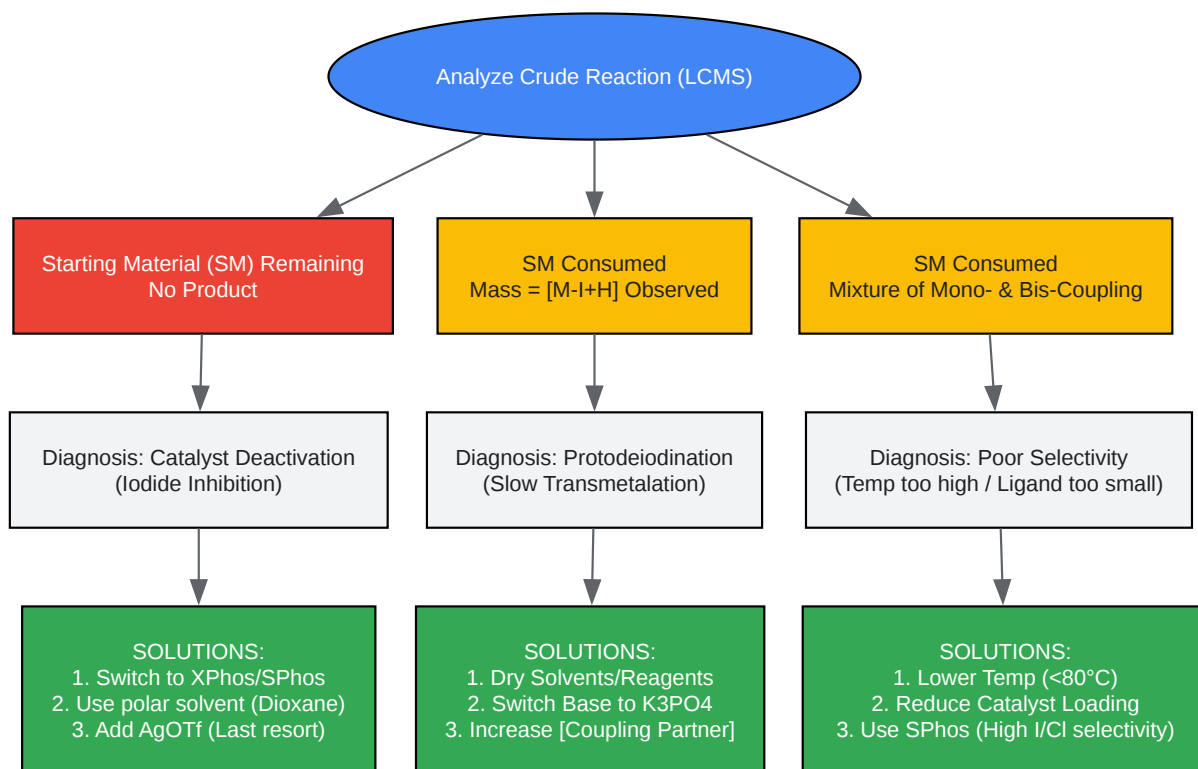 Analyze Crude Reaction (LCMS)
Starting Material (SM) Remaining
No Product
SM Consumed
Mass = [M-I+H] Observed
SM Consumed
Mixture of Mono- & Bis-Coupling
Diagnosis: Catalyst Deactivation
(Iodide Inhibition)
Diagnosis: Protodeiodination
(Slow Transmetalation)
Diagnosis: Poor Selectivity
(Temp too high / Ligand too small)
SOLUTIONS:
1. Switch to XPhos/SPhos
2. Use polar solvent (Dioxane)
3. Add AgOTf (Last resort)
SOLUTIONS:
1. Dry Solvents/Reagents
2. Switch Base to K3PO4
3. Increase [Coupling Partner]
SOLUTIONS:
1. Lower Temp (<80°C)
2. Reduce Catalyst Loading
3. Use SPhos (High I/Cl selectivity)